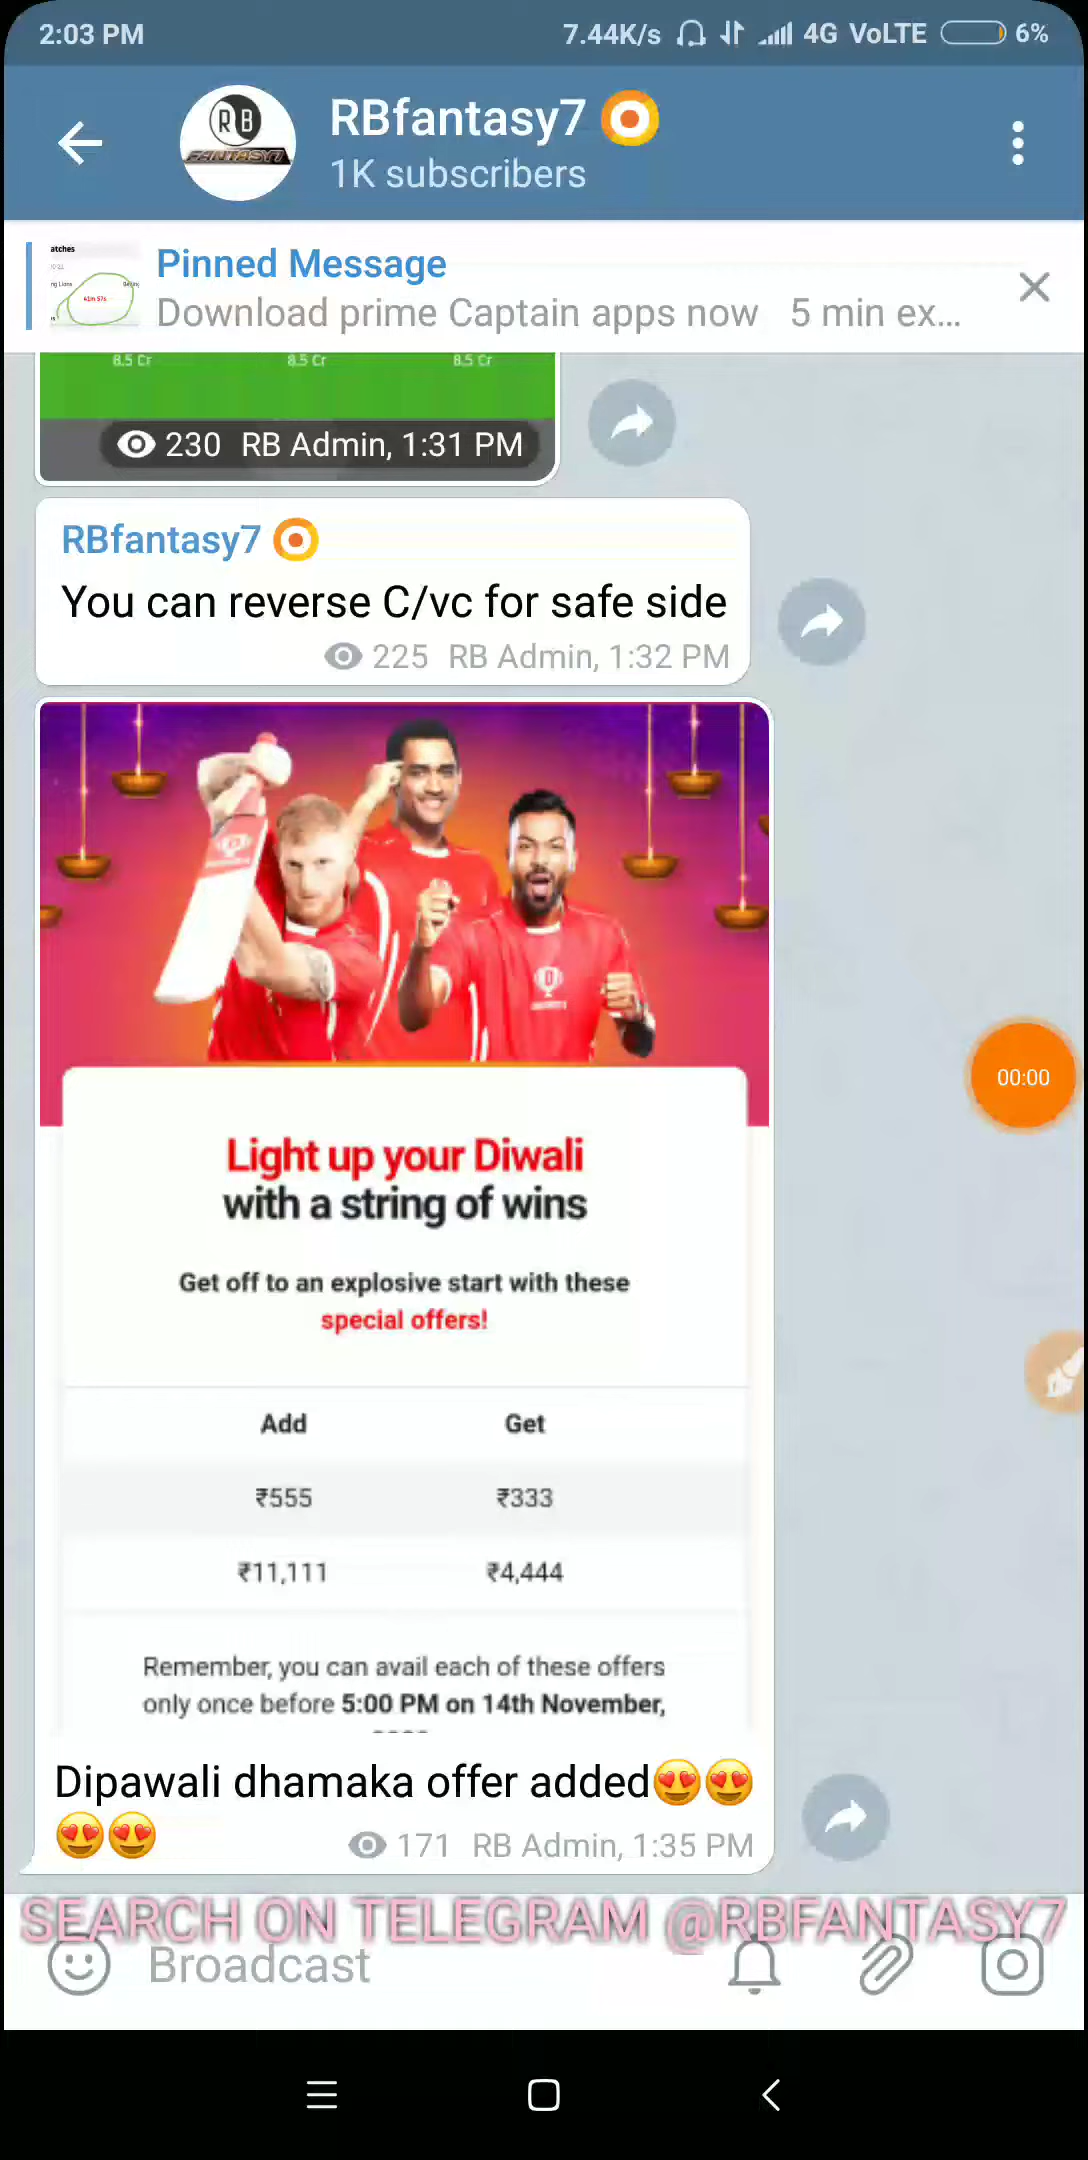 2:03 PM 7.44K/s 4G VoLTE 6%
RB
FANTASY7
RBfantasy7
1K subscribers
atches
41m 57s
Pinned Message
Download prime Captain apps now 5 min ex...
8.5 Cr 8.5 Cr 8.5 Cr
230 RB Admin, 1:31 PM
RBfantasy7
You can reverse C/vc for safe side
225 RB Admin, 1:32 PM
00:00
Light up your Diwali
with a string of wins
Get off to an explosive start with these
special offers!
Add Get
₹555 ₹333
₹11,111 ₹4,444
Remember, you can avail each of these offers
only once before 5:00 PM on 14th November,
Dipawali dhamaka offer added😍😍
😍😍 171 RB Admin, 1:35 PM
SEARCH ON TELEGRAM @RBFANTASY7
Broadcast